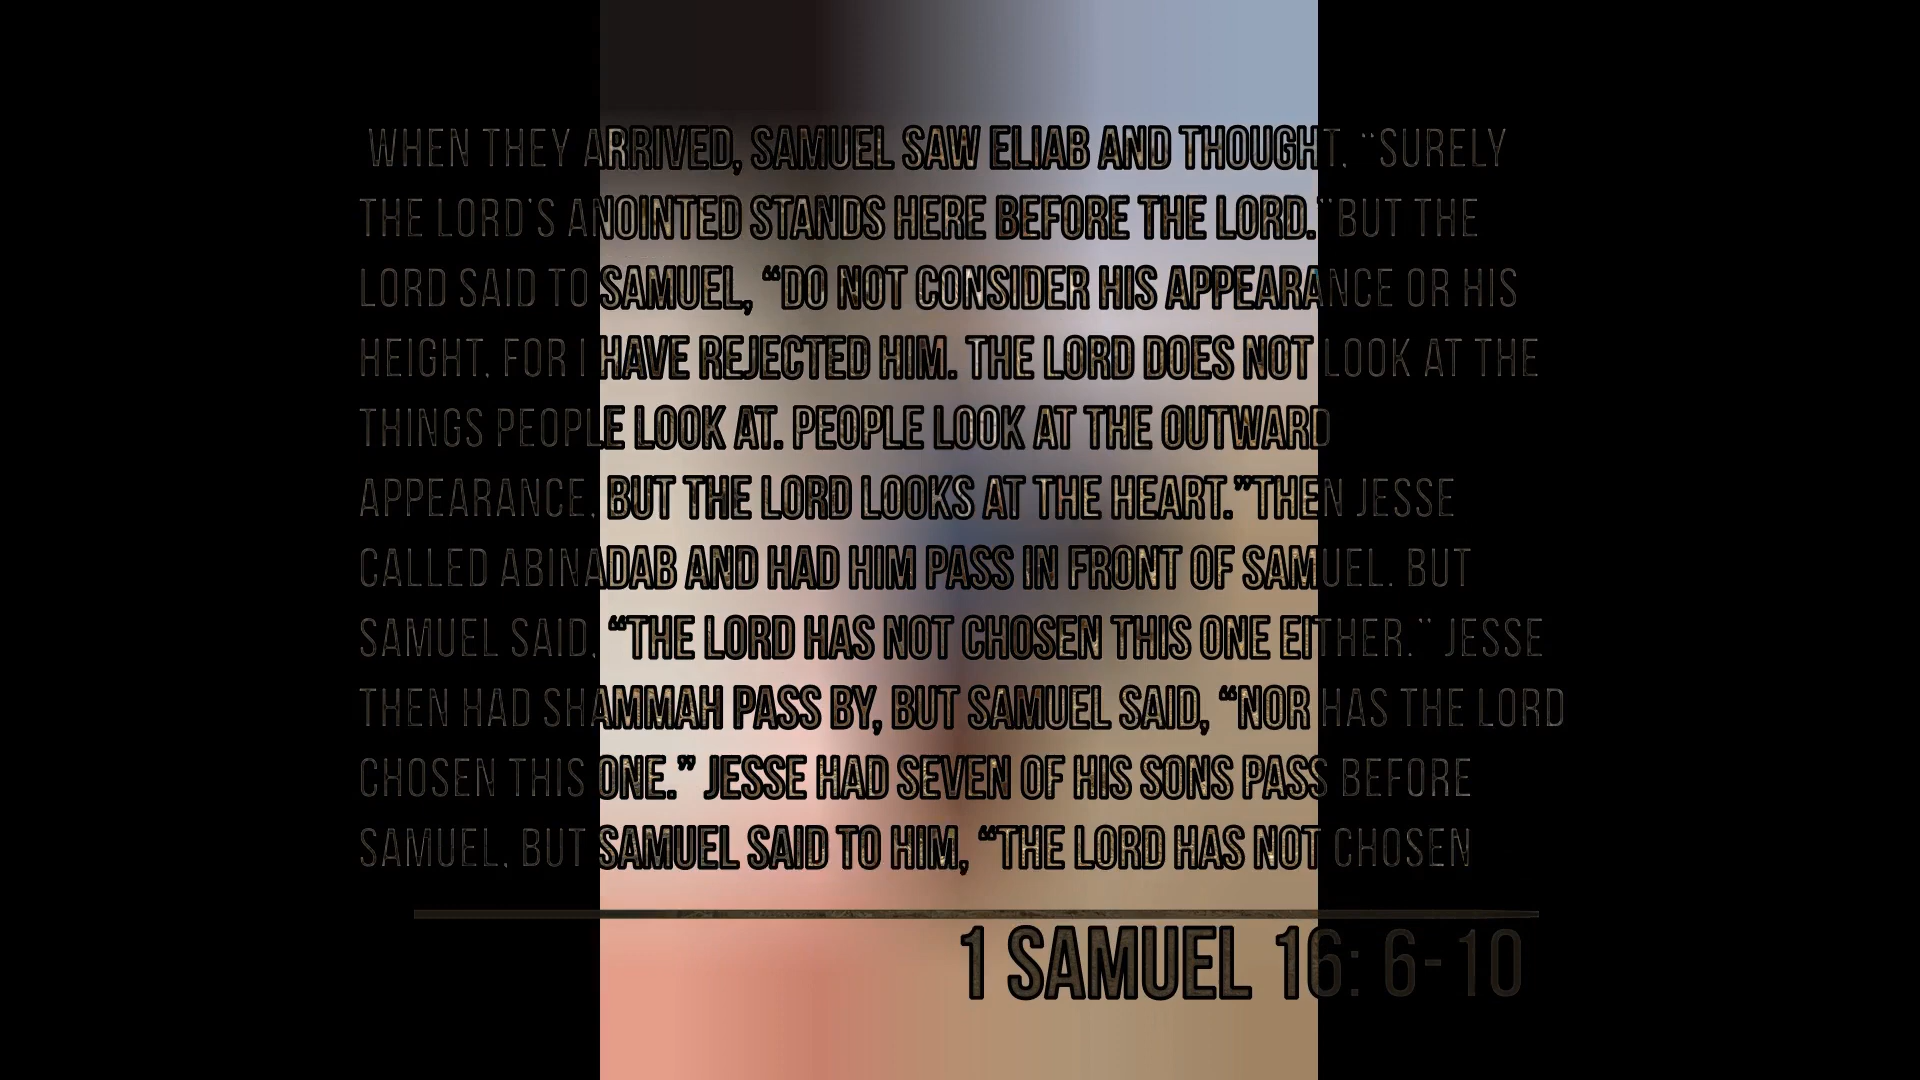 WHEN THEY ARRIVED, SAMUEL SAW ELIAB AND THOUGHT, “SURELY
THE LORD'S ANOINTED STANDS HERE BEFORE THE LORD.”BUT THE
LORD SAID TO SAMUEL, “DO NOT CONSIDER HIS APPEARANCE OR HIS
HEIGHT, FOR I HAVE REJECTED HIM. THE LORD DOES NOT LOOK AT THE
THINGS PEOPLE LOOK AT. PEOPLE LOOK AT THE OUTWARD
APPEARANCE, BUT THE LORD LOOKS AT THE HEART.”THEN JESSE
CALLED ABINADAB AND HAD HIM PASS IN FRONT OF SAMUEL. BUT
SAMUEL SAID, “THE LORD HAS NOT CHOSEN THIS ONE EITHER.” JESSE
THEN HAD SHAMMAH PASS BY, BUT SAMUEL SAID, “NOR HAS THE LORD
CHOSEN THIS ONE.” JESSE HAD SEVEN OF HIS SONS PASS BEFORE
SAMUEL, BUT SAMUEL SAID TO HIM, “THE LORD HAS NOT CHOSEN
1 SAMUEL 16: 6-10